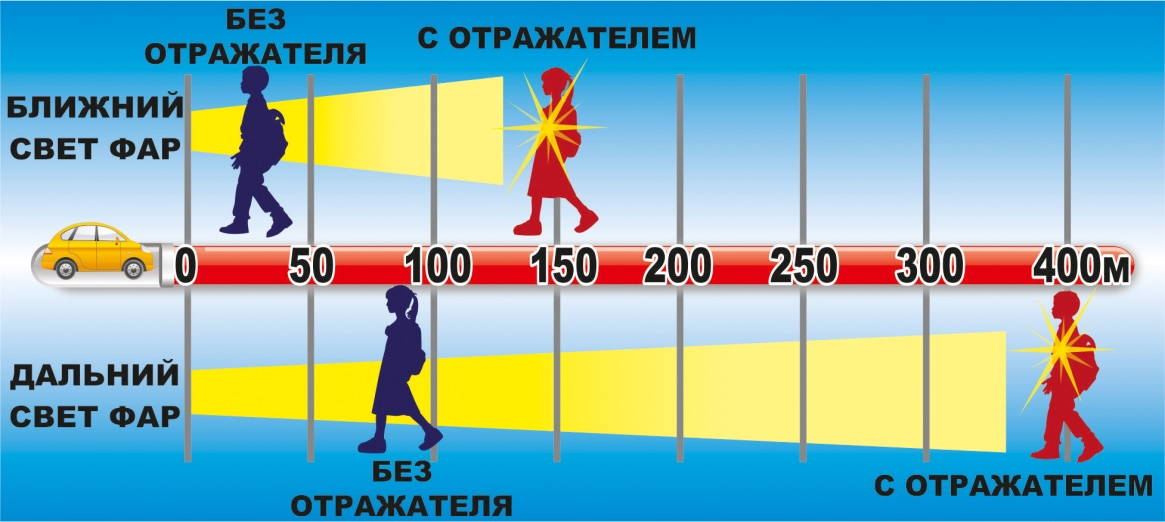 БЕЗ
ОТРАЖАТЕЛЯ
С ОТРАЖАТЕЛЕМ
БЛИЖНИЙ
СВЕТ ФАР
0 50 100 150 200 250 300 400м
ДАЛЬНИЙ
СВЕТ ФАР
БЕЗ
ОТРАЖАТЕЛЯ
С ОТРАЖАТЕЛЕМ